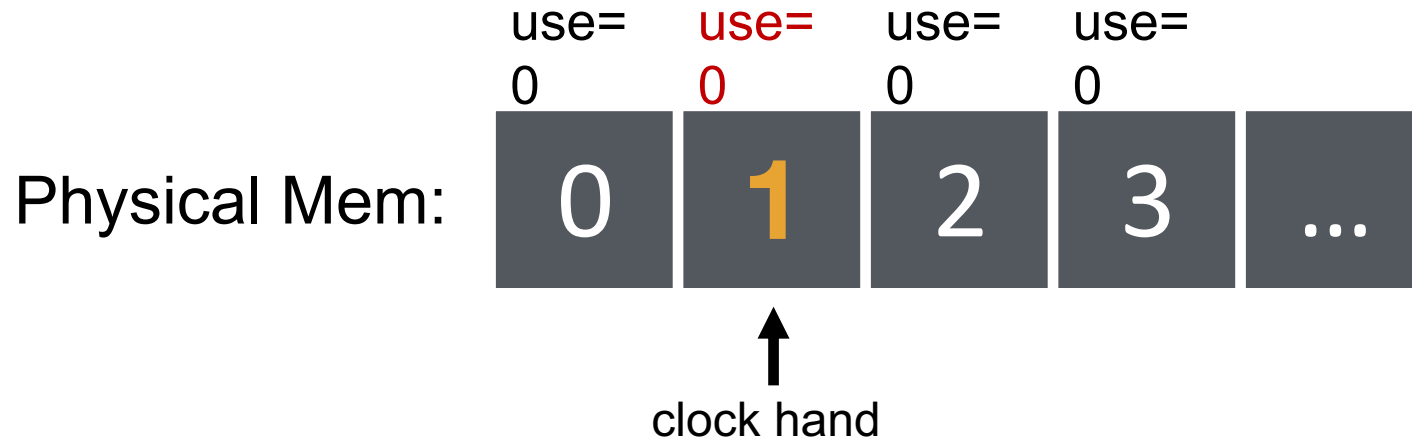 use= use= use= use=
0 0 0 0
Physical Mem: 0 1 2 3 ...
clock hand